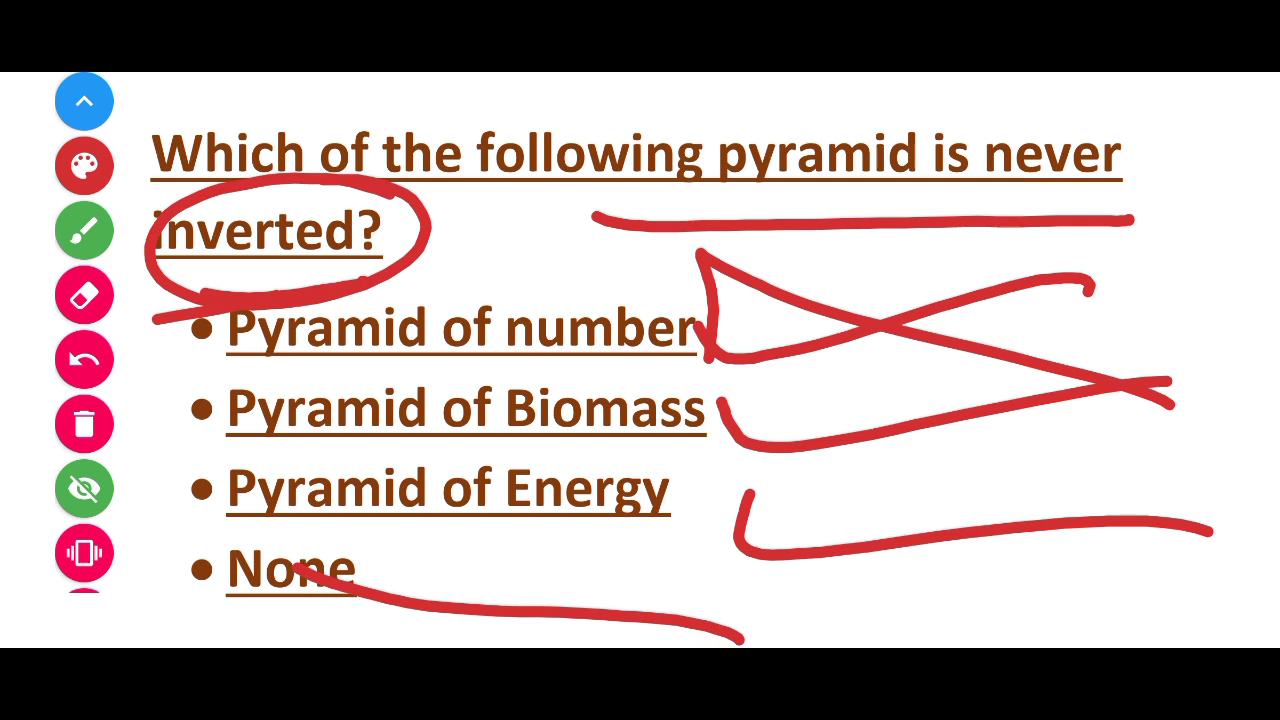 Which of the following pyramid is never
inverted?
• Pyramid of number
• Pyramid of Biomass
• Pyramid of Energy
• None